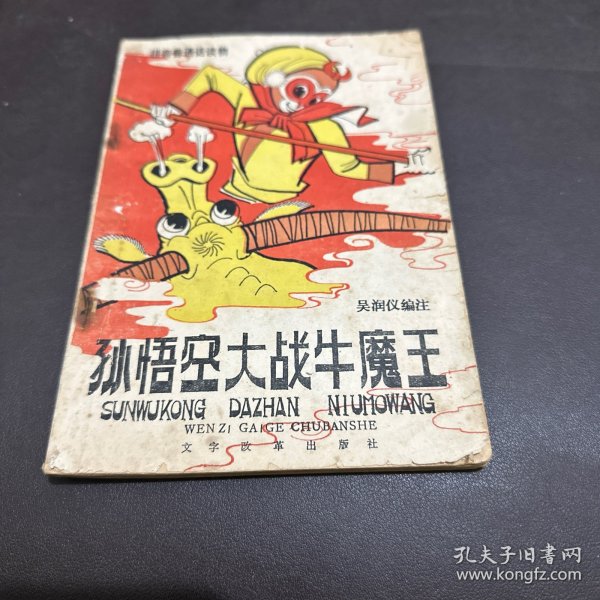 吴润仪编注
孙悟空大战牛魔王
SUNWUKONG DAZHAN NIUMOWANG
WENZI GAIGE CHUBANSHE
文字改革出版社
孔夫子旧书网
www.kongfz.com